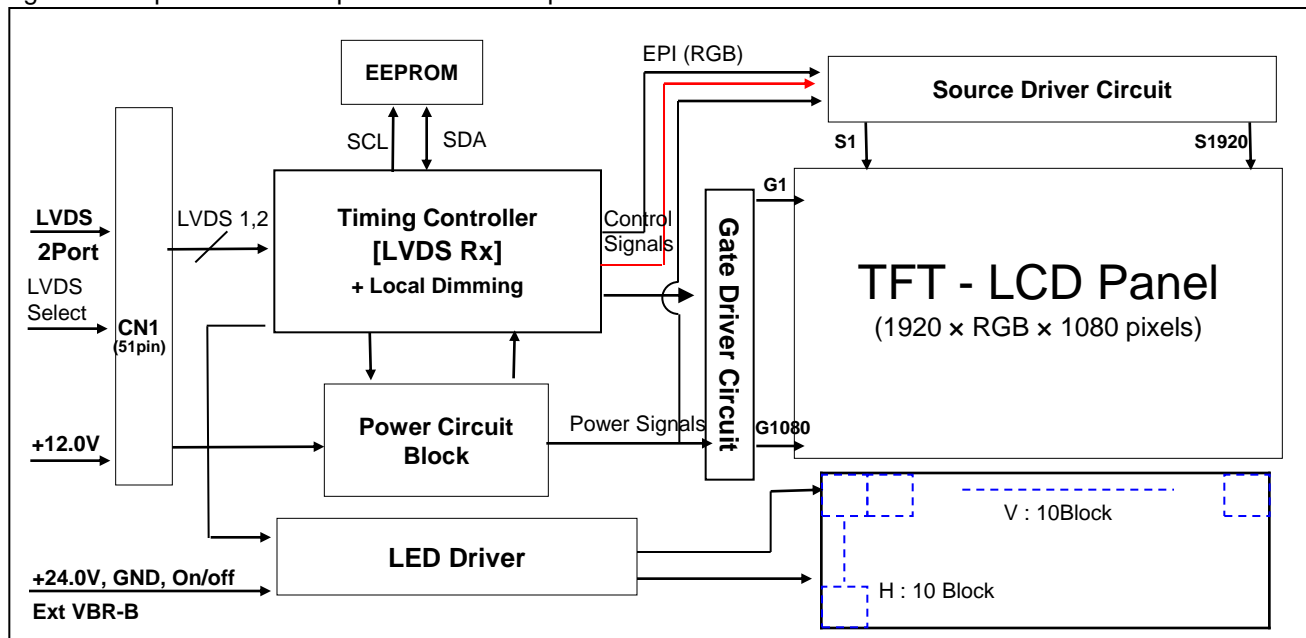 EPI (RGB)
EEPROM
Source Driver Circuit
SCL
SDA
S1
S1920
G1
LVDS
2Port
LVDS 1,2
Timing Controller
[LVDS Rx]
+ Local Dimming
Control
Signals
Gate Driver Circuit
TFT - LCD Panel
(1920 × RGB × 1080 pixels)
LVDS
Select
CN1
(51pin)
+12.0V
Power Circuit
Block
Power Signals
G1080
V : 10Block
LED Driver
H : 10 Block
+24.0V, GND, On/off
Ext VBR-B